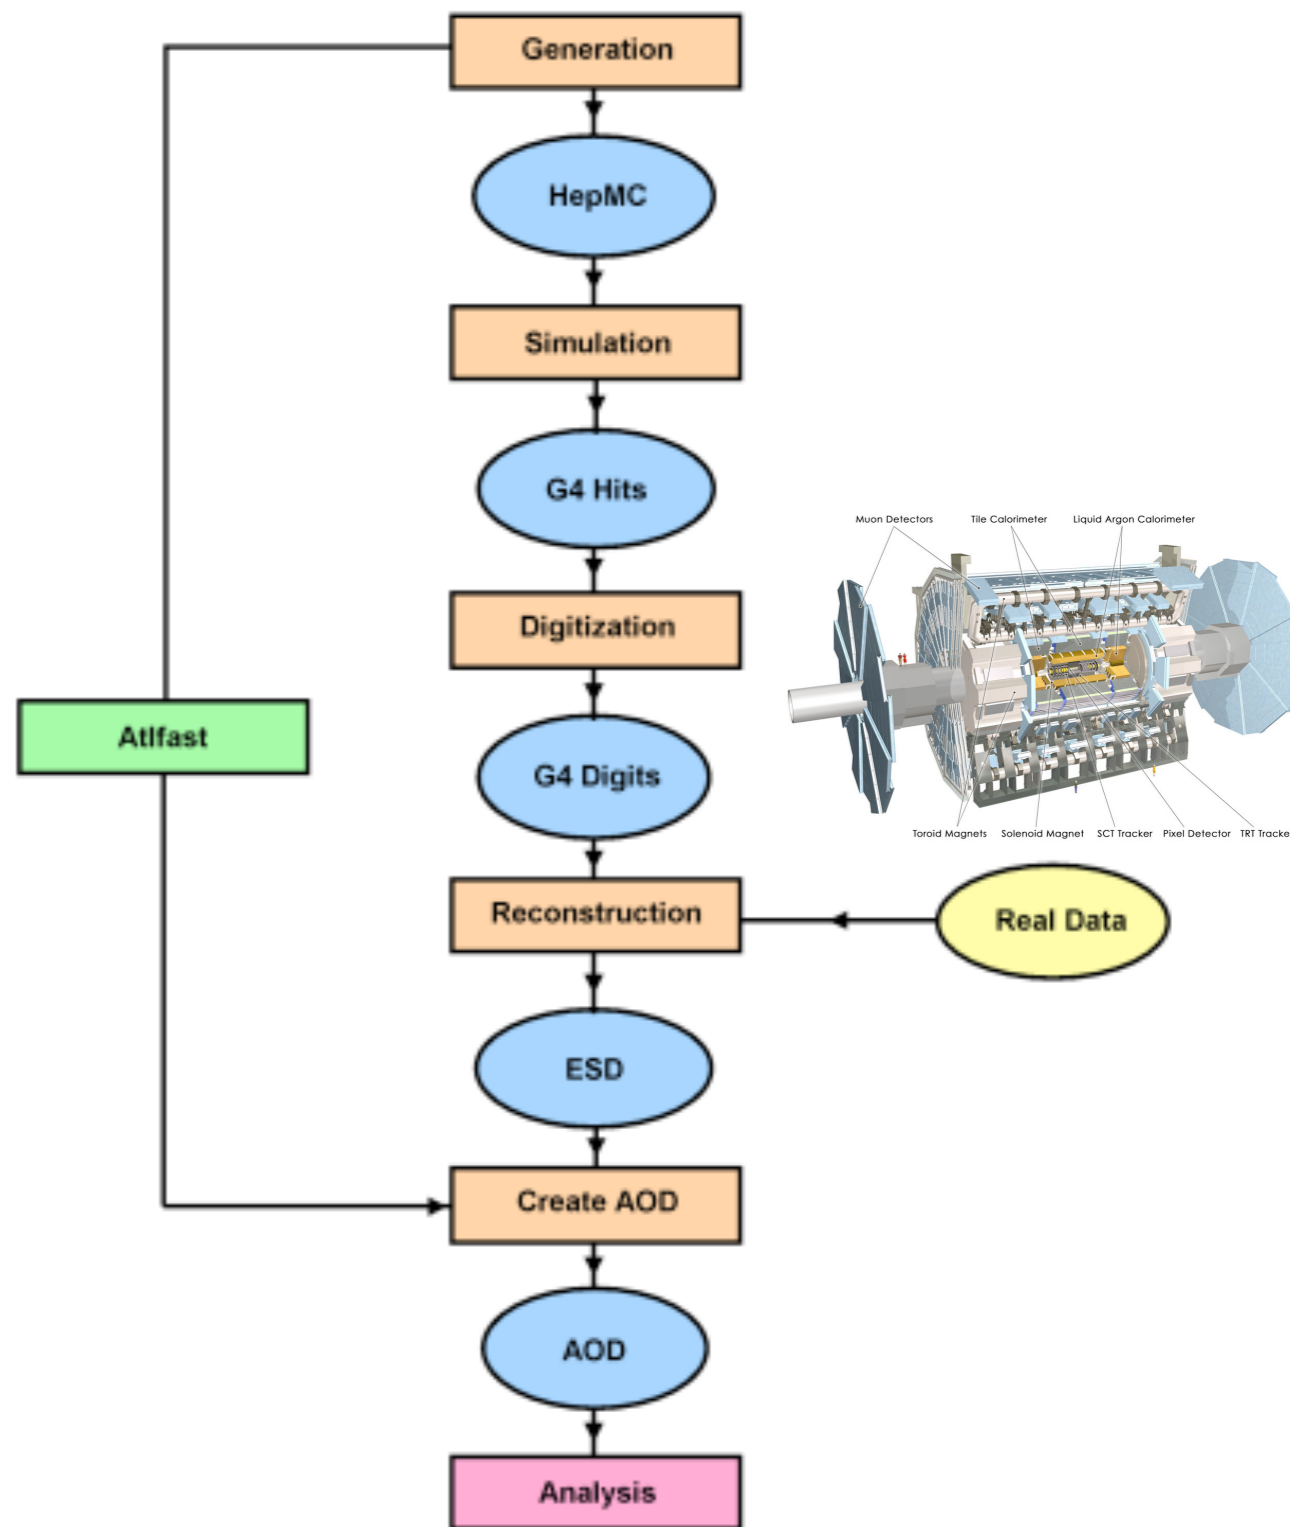 Generation
HepMC
Simulation
G4 Hits
Muon Detectors
Tile Calorimeter
Liquid Argon Calorimeter
Digitization
Atlfast
G4 Digits
Toroid Magnets
Solenoid Magnet
SCT Tracker
Pixel Detector
TRT Tracke
Reconstruction
Real Data
ESD
Create AOD
AOD
Analysis